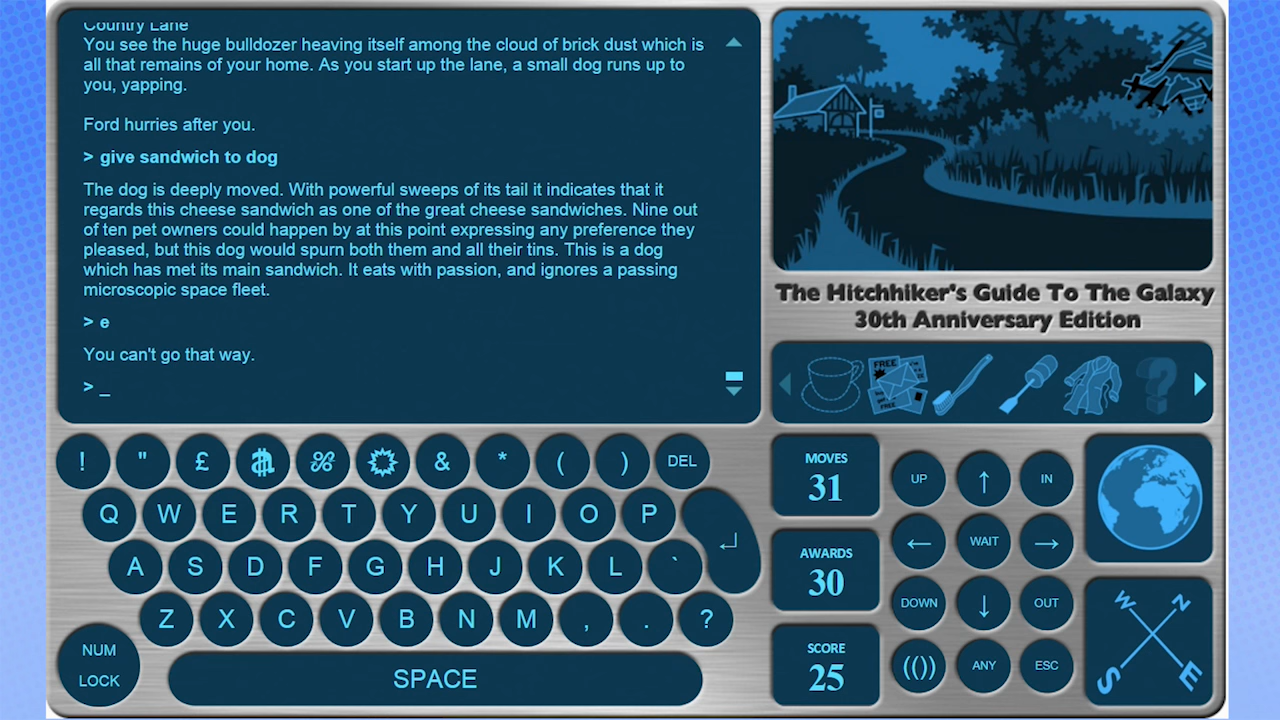 Country Lane
You see the huge bulldozer heaving itself among the cloud of brick dust which is
all that remains of your home. As you start up the lane, a small dog runs up to
you, yapping.
Ford hurries after you.
> give sandwich to dog
The dog is deeply moved. With powerful sweeps of its tail it indicates that it
regards this cheese sandwich as one of the great cheese sandwiches. Nine out
of ten pet owners could happen by at this point expressing any preference they
pleased, but this dog would spurn both them and all their tins. This is a dog
which has met its main sandwich. It eats with passion, and ignores a passing
microscopic space fleet.
> e
You can't go that way.
> _
The Hitchhiker's Guide To The Galaxy
30th Anniversary Edition
FREE
FREE
! " £ & * ( ) DEL
Q W E R T Y U I O P
A S D F G H J K L `
Z X C V B N M , . ?
NUM
LOCK
SPACE
MOVES
31
AWARDS
30
SCORE
25
UP ↑ IN
← WAIT →
DOWN ↓ OUT
(()) ANY ESC
W N
S E